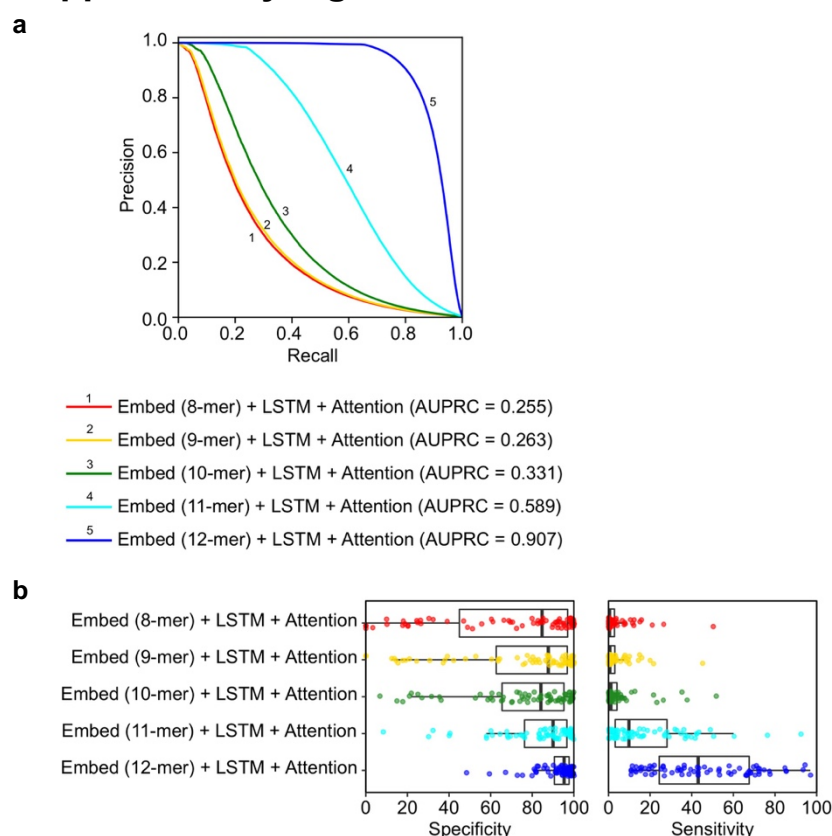 a
1.0
0.8
0.6
0.4
0.2
0.0
Precision
0.0 0.2 0.4 0.6 0.8 1.0
Recall
1
2
3
4
5
1 Embed (8-mer) + LSTM + Attention (AUPRC = 0.255)
2 Embed (9-mer) + LSTM + Attention (AUPRC = 0.263)
3 Embed (10-mer) + LSTM + Attention (AUPRC = 0.331)
4 Embed (11-mer) + LSTM + Attention (AUPRC = 0.589)
5 Embed (12-mer) + LSTM + Attention (AUPRC = 0.907)
b
Embed (8-mer) + LSTM + Attention
Embed (9-mer) + LSTM + Attention
Embed (10-mer) + LSTM + Attention
Embed (11-mer) + LSTM + Attention
Embed (12-mer) + LSTM + Attention
0 20 40 60 80 100
Specificity
0 20 40 60 80 100
Sensitivity